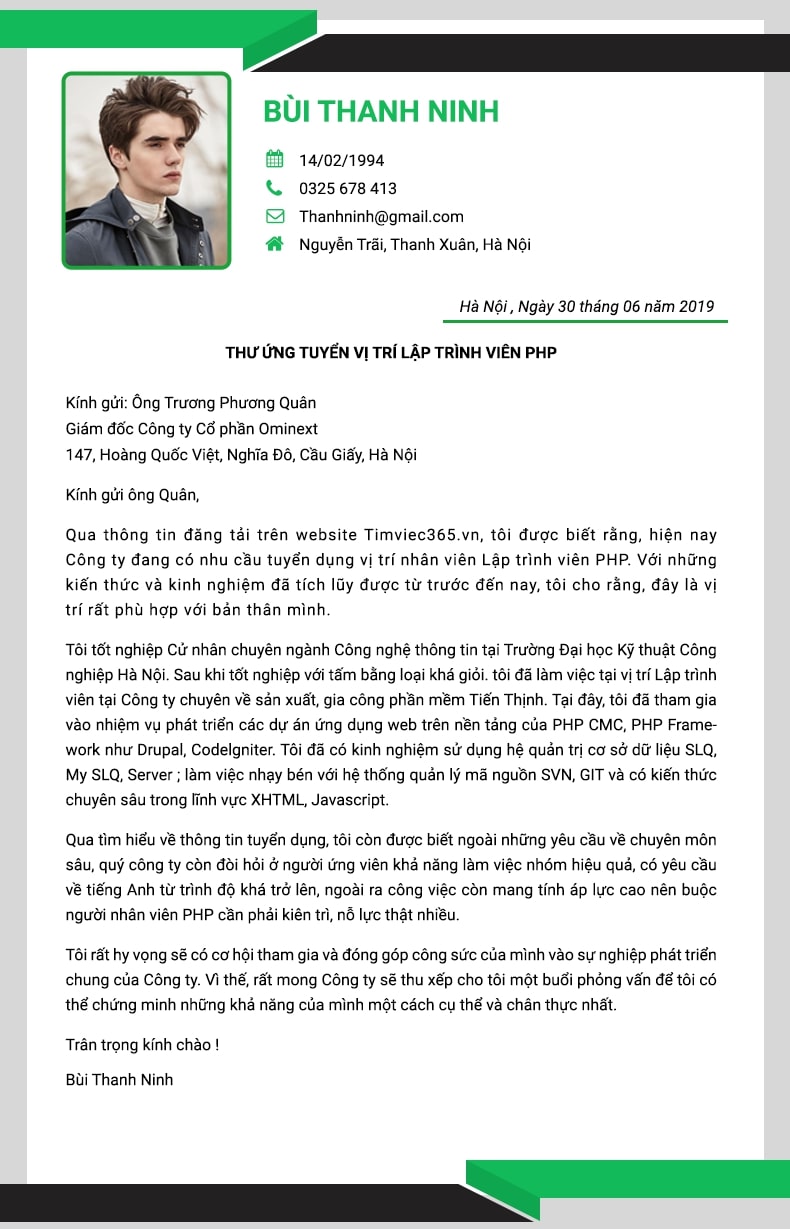 BÙI THANH NINH
14/02/1994
0325 678 413
Thanhninh@gmail.com
Nguyễn Trãi, Thanh Xuân, Hà Nội
Hà Nội , Ngày 30 tháng 06 năm 2019
THƯ ỨNG TUYỂN VỊ TRÍ LẬP TRÌNH VIÊN PHP
Kính gửi: Ông Trương Phương Quân
Giám đốc Công ty Cổ phần Ominext
147, Hoàng Quốc Việt, Nghĩa Đô, Cầu Giấy, Hà Nội
Kính gửi ông Quân,
Qua thông tin đăng tải trên website Timviec365.vn, tôi được biết rằng, hiện nay
Công ty đang có nhu cầu tuyển dụng vị trí nhân viên Lập trình viên PHP. Với những
kiến thức và kinh nghiệm đã tích lũy được từ trước đến nay, tôi cho rằng, đây là vị
trí rất phù hợp với bản thân mình.
Tôi tốt nghiệp Cử nhân chuyên ngành Công nghệ thông tin tại Trường Đại học Kỹ thuật Công
nghiệp Hà Nội. Sau khi tốt nghiệp với tấm bằng loại khá giỏi. tôi đã làm việc tại vị trí Lập trình
viên tại Công ty chuyên về sản xuất, gia công phần mềm Tiến Thịnh. Tại đây, tôi đã tham gia
vào nhiệm vụ phát triển các dự án ứng dụng web trên nền tảng của PHP CMC, PHP Frame-
work như Drupal, CodeIgniter. Tôi đã có kinh nghiệm sử dụng hệ quản trị cơ sở dữ liệu SLQ,
My SLQ, Server ; làm việc nhạy bén với hệ thống quản lý mã nguồn SVN, GIT và có kiến thức
chuyên sâu trong lĩnh vực XHTML, Javascript.
Qua tìm hiểu về thông tin tuyển dụng, tôi còn được biết ngoài những yêu cầu về chuyên môn
sâu, quý công ty còn đòi hỏi ở người ứng viên khả năng làm việc nhóm hiệu quả, có yêu cầu
về tiếng Anh từ trình độ khá trở lên, ngoài ra công việc còn mang tính áp lực cao nên buộc
người nhân viên PHP cần phải kiên trì, nỗ lực thật nhiều.
Tôi rất hy vọng sẽ có cơ hội tham gia và đóng góp công sức của mình vào sự nghiệp phát triển
chung của Công ty. Vì thế, rất mong Công ty sẽ thu xếp cho tôi một buổi phỏng vấn để tôi có
thể chứng minh những khả năng của mình một cách cụ thể và chân thực nhất.
Trân trọng kính chào !
Bùi Thanh Ninh